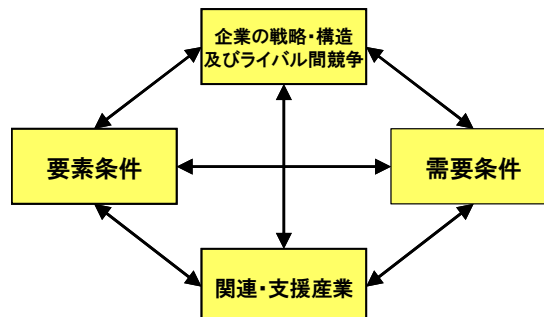 企業の戦略・構造
及びライバル間競争
要素条件
需要条件
関連・支援産業